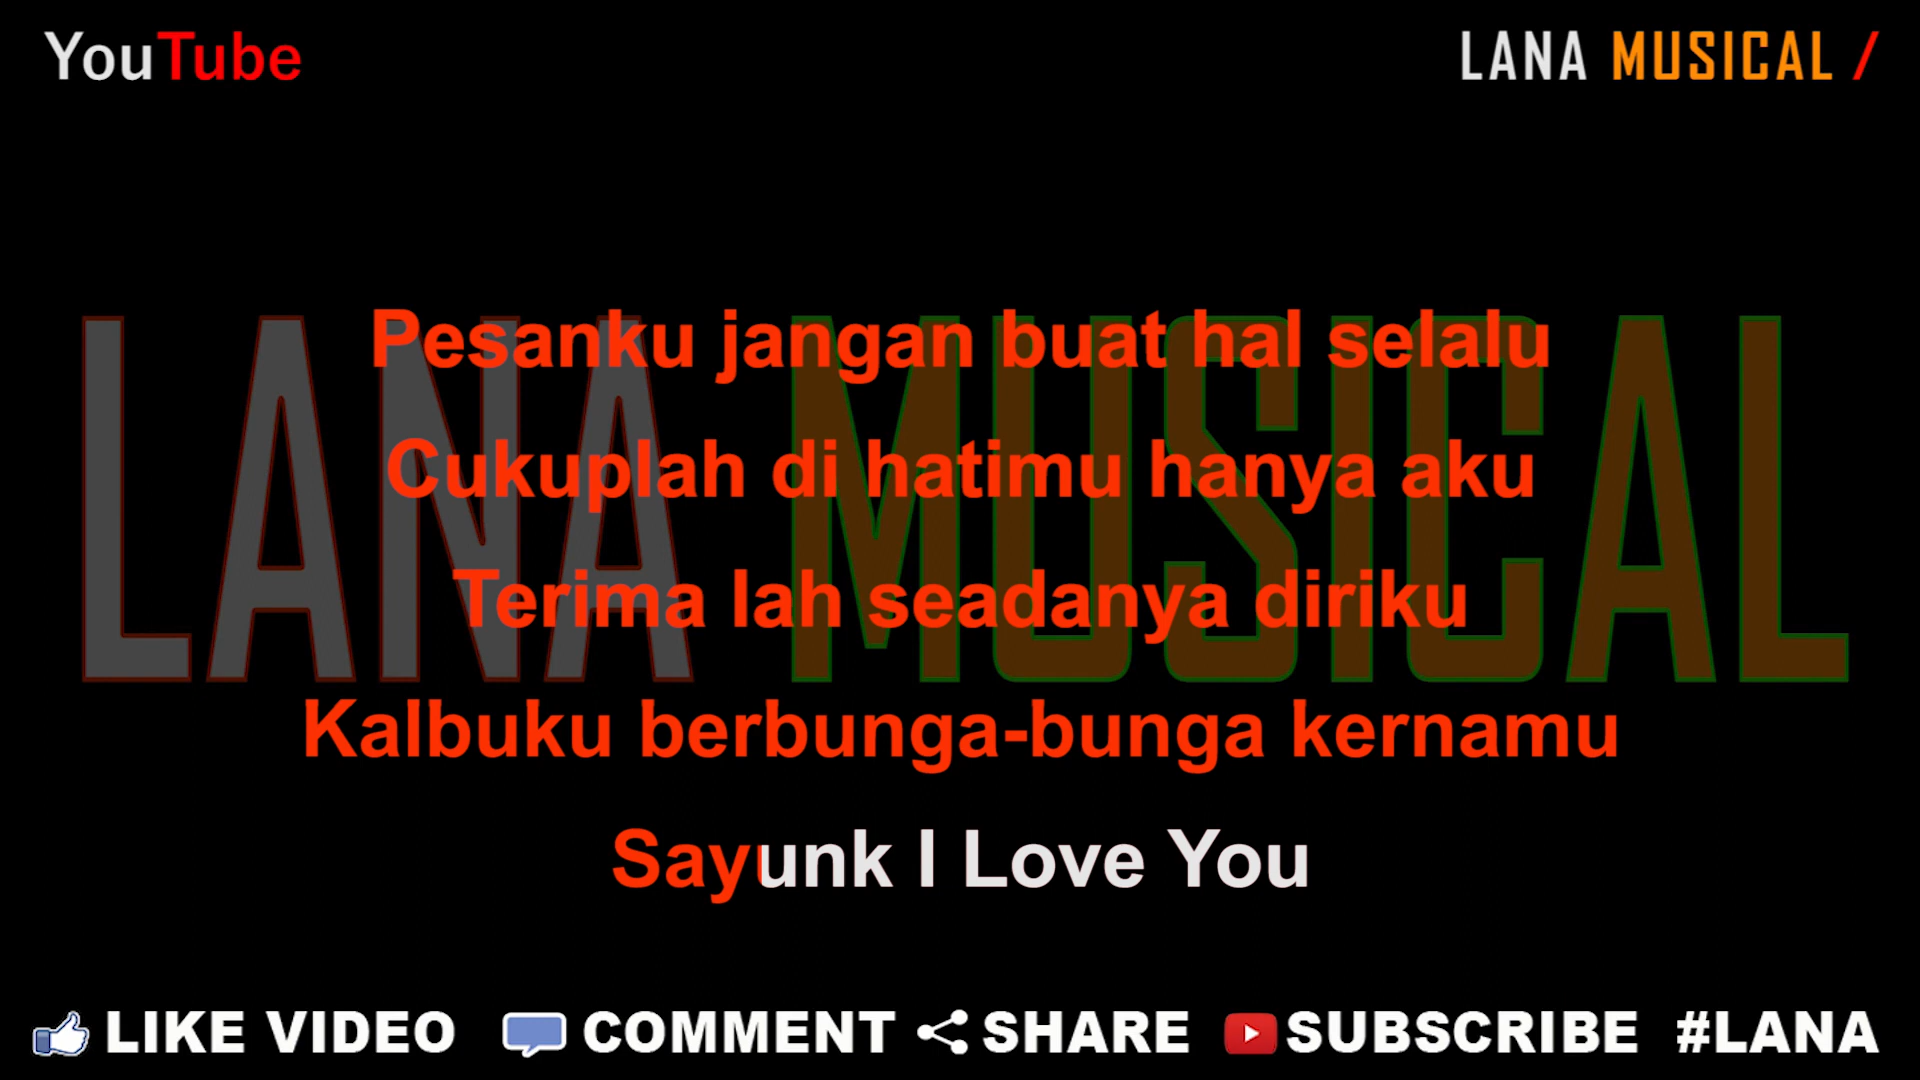 YouTube
LANA MUSICAL /
LANA MUSICAL
Pesanku jangan buat hal selalu
Cukuplah di hatimu hanya aku
Terima lah seadanya diriku
Kalbuku berbunga-bunga kernamu
Sayunk I Love You
LIKE VIDEO COMMENT SHARE SUBSCRIBE #LANA